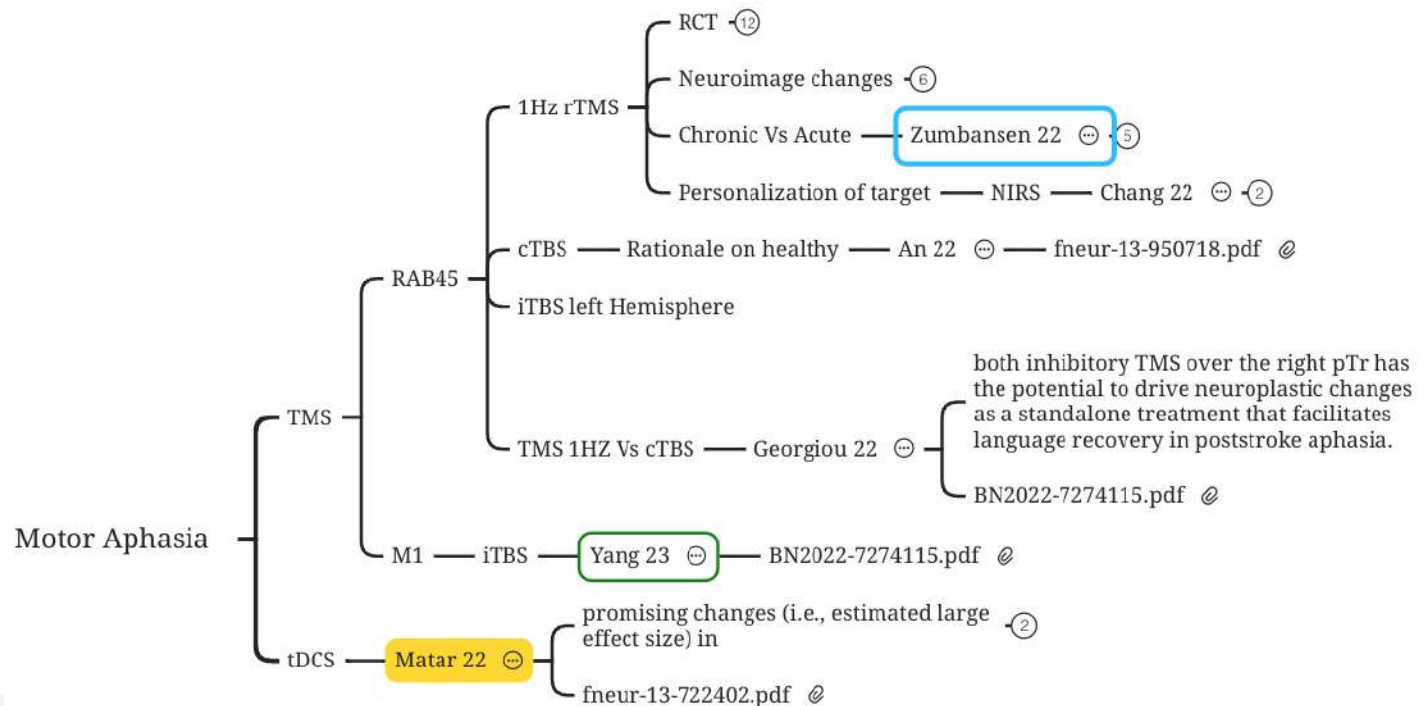 RCT 12
Neuroimage changes 6
1Hz rTMS
Chronic Vs Acute Zumbansen 22 5
Personalization of target NIRS Chang 22 2
cTBS Rationale on healthy An 22 fneur-13-950718.pdf
RAB45
iTBS left Hemisphere
both inhibitory TMS over the right pTr has
the potential to drive neuroplastic changes
as a standalone treatment that facilitates
language recovery in poststroke aphasia.
TMS
TMS 1HZ Vs cTBS Georgiou 22
BN2022-7274115.pdf
Motor Aphasia
M1 iTBS Yang 23 BN2022-7274115.pdf
promising changes (i.e., estimated large
effect size) in 2
tDCS Matar 22
fneur-13-722402.pdf